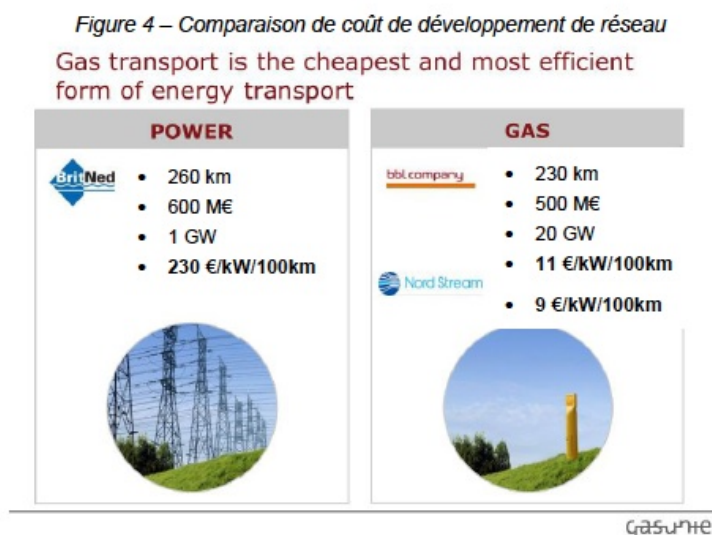 Figure 4 – Comparaison de coût de développement de réseau
Gas transport is the cheapest and most efficient
form of energy transport
POWER
BritNed
• 260 km
• 600 M€
• 1 GW
• 230 €/kW/100km
GAS
bbl.company
• 230 km
• 500 M€
• 20 GW
• 11 €/kW/100km
Nord Stream
• 9 €/kW/100km
gasunie